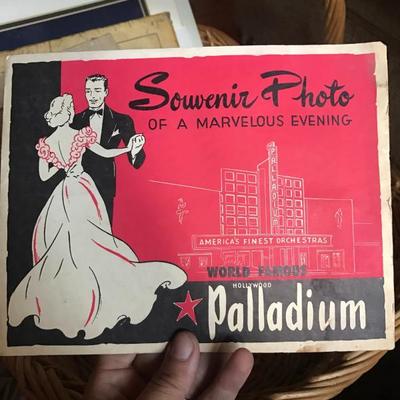 Souvenir Photo
OF A MARVELOUS EVENING
PALLADIUM
AMERICA'S FINEST ORCHESTRAS
WORLD FAMOUS
HOLLYWOOD
Palladium